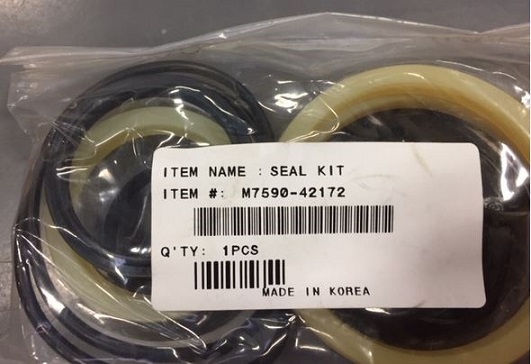 ITEM NAME : SEAL KIT
ITEM #: M7590-42172
Q'TY: 1PCS
MADE IN KOREA